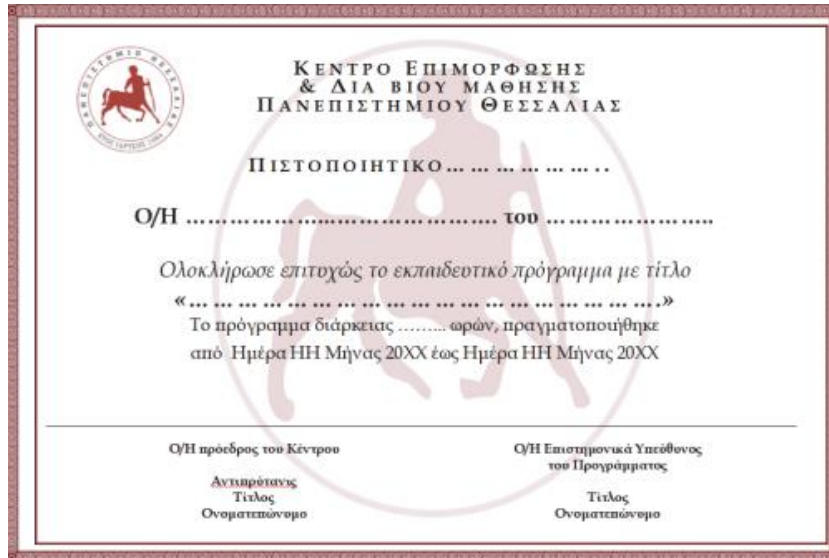 ΠΑΝΕΠΙΣΤΗΜΙΟ ΘΕΣΣΑΛΙΑΣ
ΚΕΝΤΡΟ ΕΠΙΜΟΡΦΩΣΗΣ
& ΔΙΑ ΒΙΟΥ ΜΑΘΗΣΗΣ
ΠΑΝΕΠΙΣΤΗΜΙΟΥ ΘΕΣΣΑΛΙΑΣ
ΠΙΣΤΟΠΟΙΗΤΙΚΟ… … … … … … . .
Ο/Η ……………………………………. του …………………..
Ολοκλήρωσε επιτυχώς το εκπαιδευτικό πρόγραμμα με τίτλο
«… … … … … … … … … … … … … … … … … … ….»
Το πρόγραμμα διάρκειας ……... ωρών, πραγματοποιήθηκε
από Ημέρα ΗΗ Μήνας 20ΧΧ έως Ημέρα ΗΗ Μήνας 20ΧΧ
Ο/Η πρόεδρος του Κέντρου
Αντιπρύτανις
Τίτλος
Ονοματεπώνυμο
Ο/Η Επιστημονικά Υπεύθυνος
του Προγράμματος
Τίτλος
Ονοματεπώνυμο